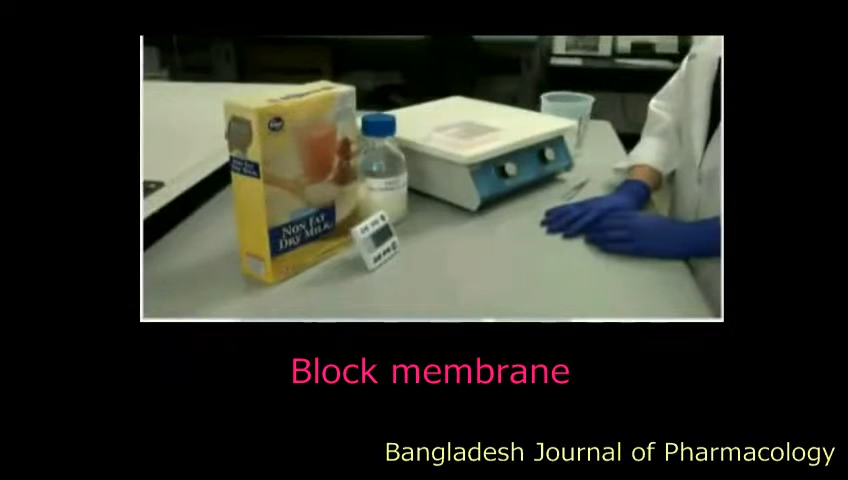 NON FAT
DRY MILK
Block membrane
Bangladesh Journal of Pharmacology